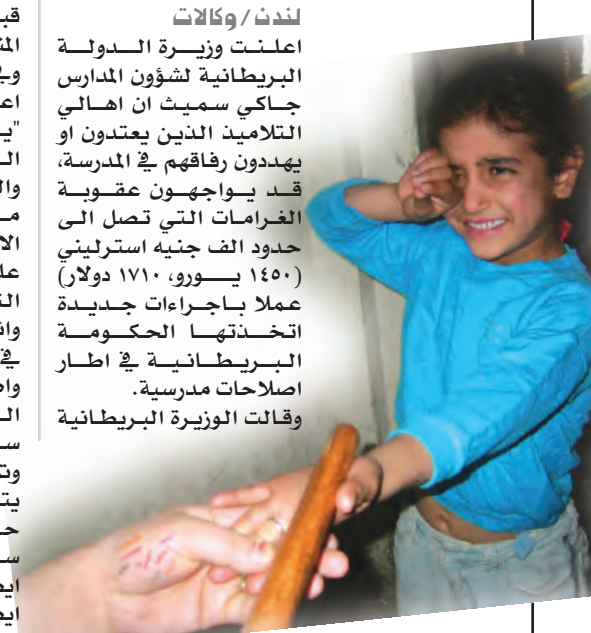 لندن / وكالات
اعلنت وزيرة الدولة
البريطانية لشؤون المدارس
جاكي سميث ان اهالي
التلاميذ الذين يعتدون او
يهددون رفاقهم في المدرسة،
قد يواجهون عقوبة
الغرامات التي تصل الى
حدود الف جنيه استرليني
(١٤٥٠ يورو، ١٧١٠ دولار)
عملا باجراءات جديدة
اتخذتها الحكومة
البريطانية في اطار
اصلاحات مدرسية.
وقالت الوزيرة البريطانية